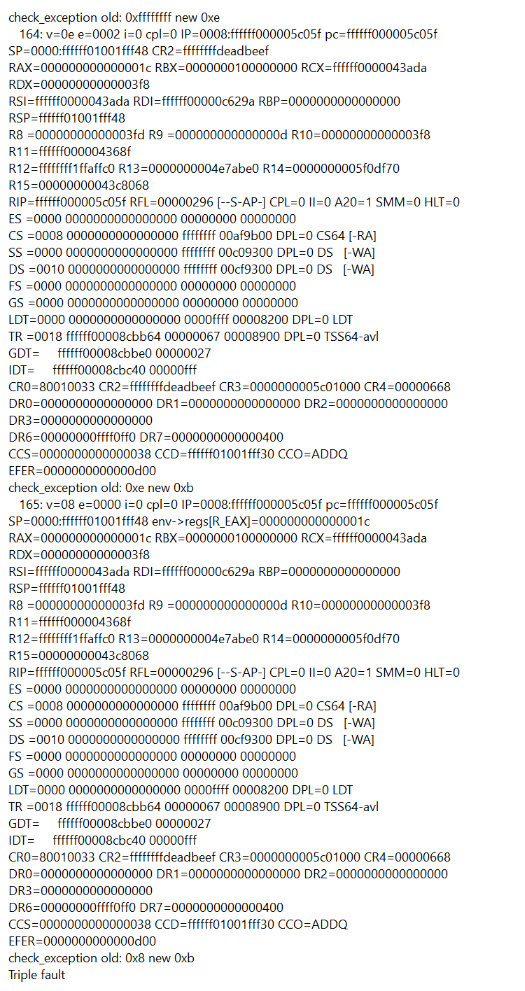 check_exception old: 0xffffffff new 0xe
164: v=0e e=0002 i=0 cpl=0 IP=0008:ffffff000005c05f pc=ffffff000005c05f
SP=0000:ffffff01001fff48 CR2=ffffffffdeadbeef
RAX=000000000000001c RBX=0000000100000000 RCX=ffffff0000043ada
RDX=00000000000003f8
RSI=ffffff0000043ada RDI=ffffff00000c629a RBP=0000000000000000
RSP=ffffff01001fff48
R8 =00000000000003fd R9 =000000000000000d R10=00000000000003f8
R11=ffffff000004368f
R12=ffffffff1ffaffc0 R13=0000000004e7abe0 R14=0000000005f0df70
R15=00000000043c8068
RIP=ffffff000005c05f RFL=00000296 [--S-AP-] CPL=0 II=0 A20=1 SMM=0 HLT=0
ES =0000 0000000000000000 00000000 00000000
CS =0008 0000000000000000 ffffffff 00af9b00 DPL=0 CS64 [-RA]
SS =0000 0000000000000000 ffffffff 00c09300 DPL=0 DS [-WA]
DS =0010 0000000000000000 ffffffff 00cf9300 DPL=0 DS [-WA]
FS =0000 0000000000000000 00000000 00000000
GS =0000 0000000000000000 00000000 00000000
LDT=0000 0000000000000000 0000ffff 00008200 DPL=0 LDT
TR =0018 ffffff00008cbb64 00000067 00008900 DPL=0 TSS64-avl
GDT= ffffff00008cbbe0 00000027
IDT= ffffff00008cbc40 00000fff
CR0=80010033 CR2=ffffffffdeadbeef CR3=0000000005c01000 CR4=00000668
DR0=0000000000000000 DR1=0000000000000000 DR2=0000000000000000
DR3=0000000000000000
DR6=00000000ffff0ff0 DR7=0000000000000400
CCS=0000000000000038 CCD=ffffff01001fff30 CCO=ADDQ
EFER=0000000000000d00
check_exception old: 0xe new 0xb
165: v=08 e=0000 i=0 cpl=0 IP=0008:ffffff000005c05f pc=ffffff000005c05f
SP=0000:ffffff01001fff48 env->regs[R_EAX]=000000000000001c
RAX=000000000000001c RBX=0000000100000000 RCX=ffffff0000043ada
RDX=00000000000003f8
RSI=ffffff0000043ada RDI=ffffff00000c629a RBP=0000000000000000
RSP=ffffff01001fff48
R8 =00000000000003fd R9 =000000000000000d R10=00000000000003f8
R11=ffffff000004368f
R12=ffffffff1ffaffc0 R13=0000000004e7abe0 R14=0000000005f0df70
R15=00000000043c8068
RIP=ffffff000005c05f RFL=00000296 [--S-AP-] CPL=0 II=0 A20=1 SMM=0 HLT=0
ES =0000 0000000000000000 00000000 00000000
CS =0008 0000000000000000 ffffffff 00af9b00 DPL=0 CS64 [-RA]
SS =0000 0000000000000000 ffffffff 00c09300 DPL=0 DS [-WA]
DS =0010 0000000000000000 ffffffff 00cf9300 DPL=0 DS [-WA]
FS =0000 0000000000000000 00000000 00000000
GS =0000 0000000000000000 00000000 00000000
LDT=0000 0000000000000000 0000ffff 00008200 DPL=0 LDT
TR =0018 ffffff00008cbb64 00000067 00008900 DPL=0 TSS64-avl
GDT= ffffff00008cbbe0 00000027
IDT= ffffff00008cbc40 00000fff
CR0=80010033 CR2=ffffffffdeadbeef CR3=0000000005c01000 CR4=00000668
DR0=0000000000000000 DR1=0000000000000000 DR2=0000000000000000
DR3=0000000000000000
DR6=00000000ffff0ff0 DR7=0000000000000400
CCS=0000000000000038 CCD=ffffff01001fff30 CCO=ADDQ
EFER=0000000000000d00
check_exception old: 0x8 new 0xb
Triple fault